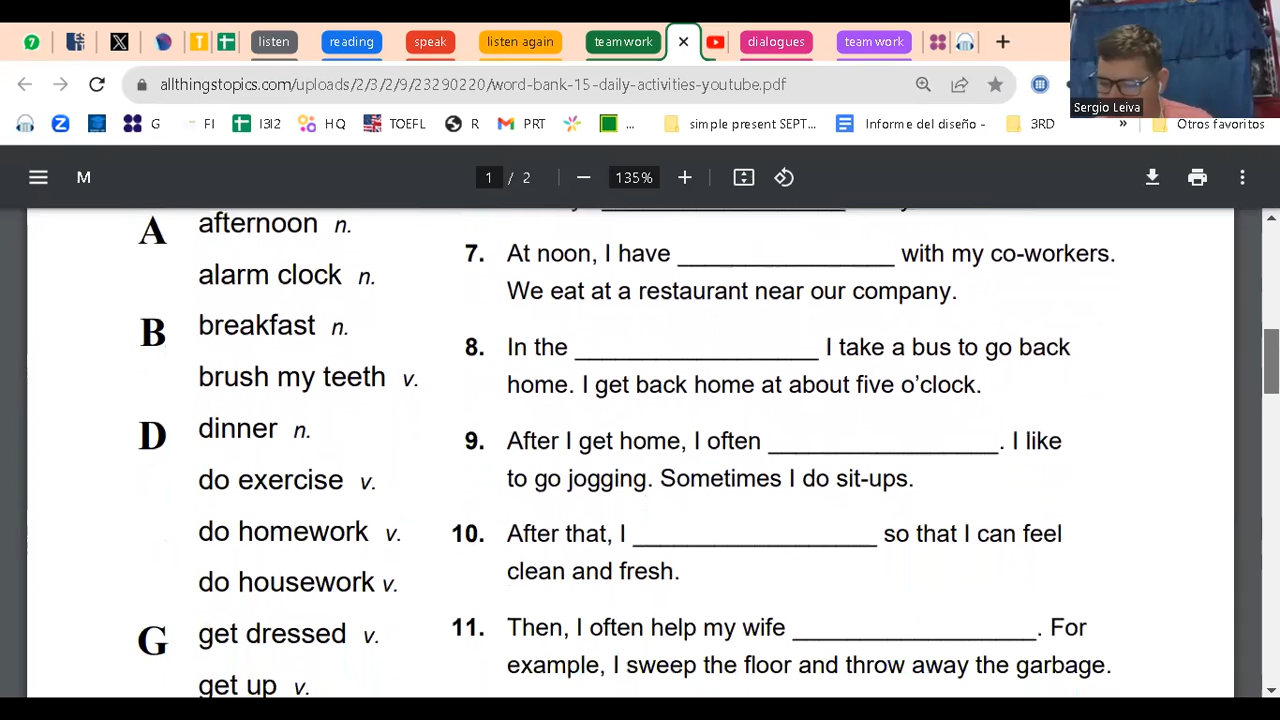 listen
reading
speak
listen again
teamwork
dialogues
team work
allthingstopics.com/uploads/2/3/2/9/23290220/word-bank-15-daily-activities-youtube.pdf
Sergio Leiva
G
FI
I3I2
HQ
TOEFL
R
PRT
...
simple presest SEPT...
Informe del diseño -
3RD
»
Otros favoritos
M
1 / 2
135%
A afternoon n.
alarm clock n.
B breakfast n.
brush my teeth v.
D dinner n.
do exercise v.
do homework v.
do housework v.
G get dressed v.
get up v.
7. At noon, I have ________________ with my co-workers.
We eat at a restaurant near our company.
8. In the __________________ I take a bus to go back
home. I get back home at about five o’clock.
9. After I get home, I often _________________. I like
to go jogging. Sometimes I do sit-ups.
10. After that, I __________________ so that I can feel
clean and fresh.
11. Then, I often help my wife __________________. For
example, I sweep the floor and throw away the garbage.